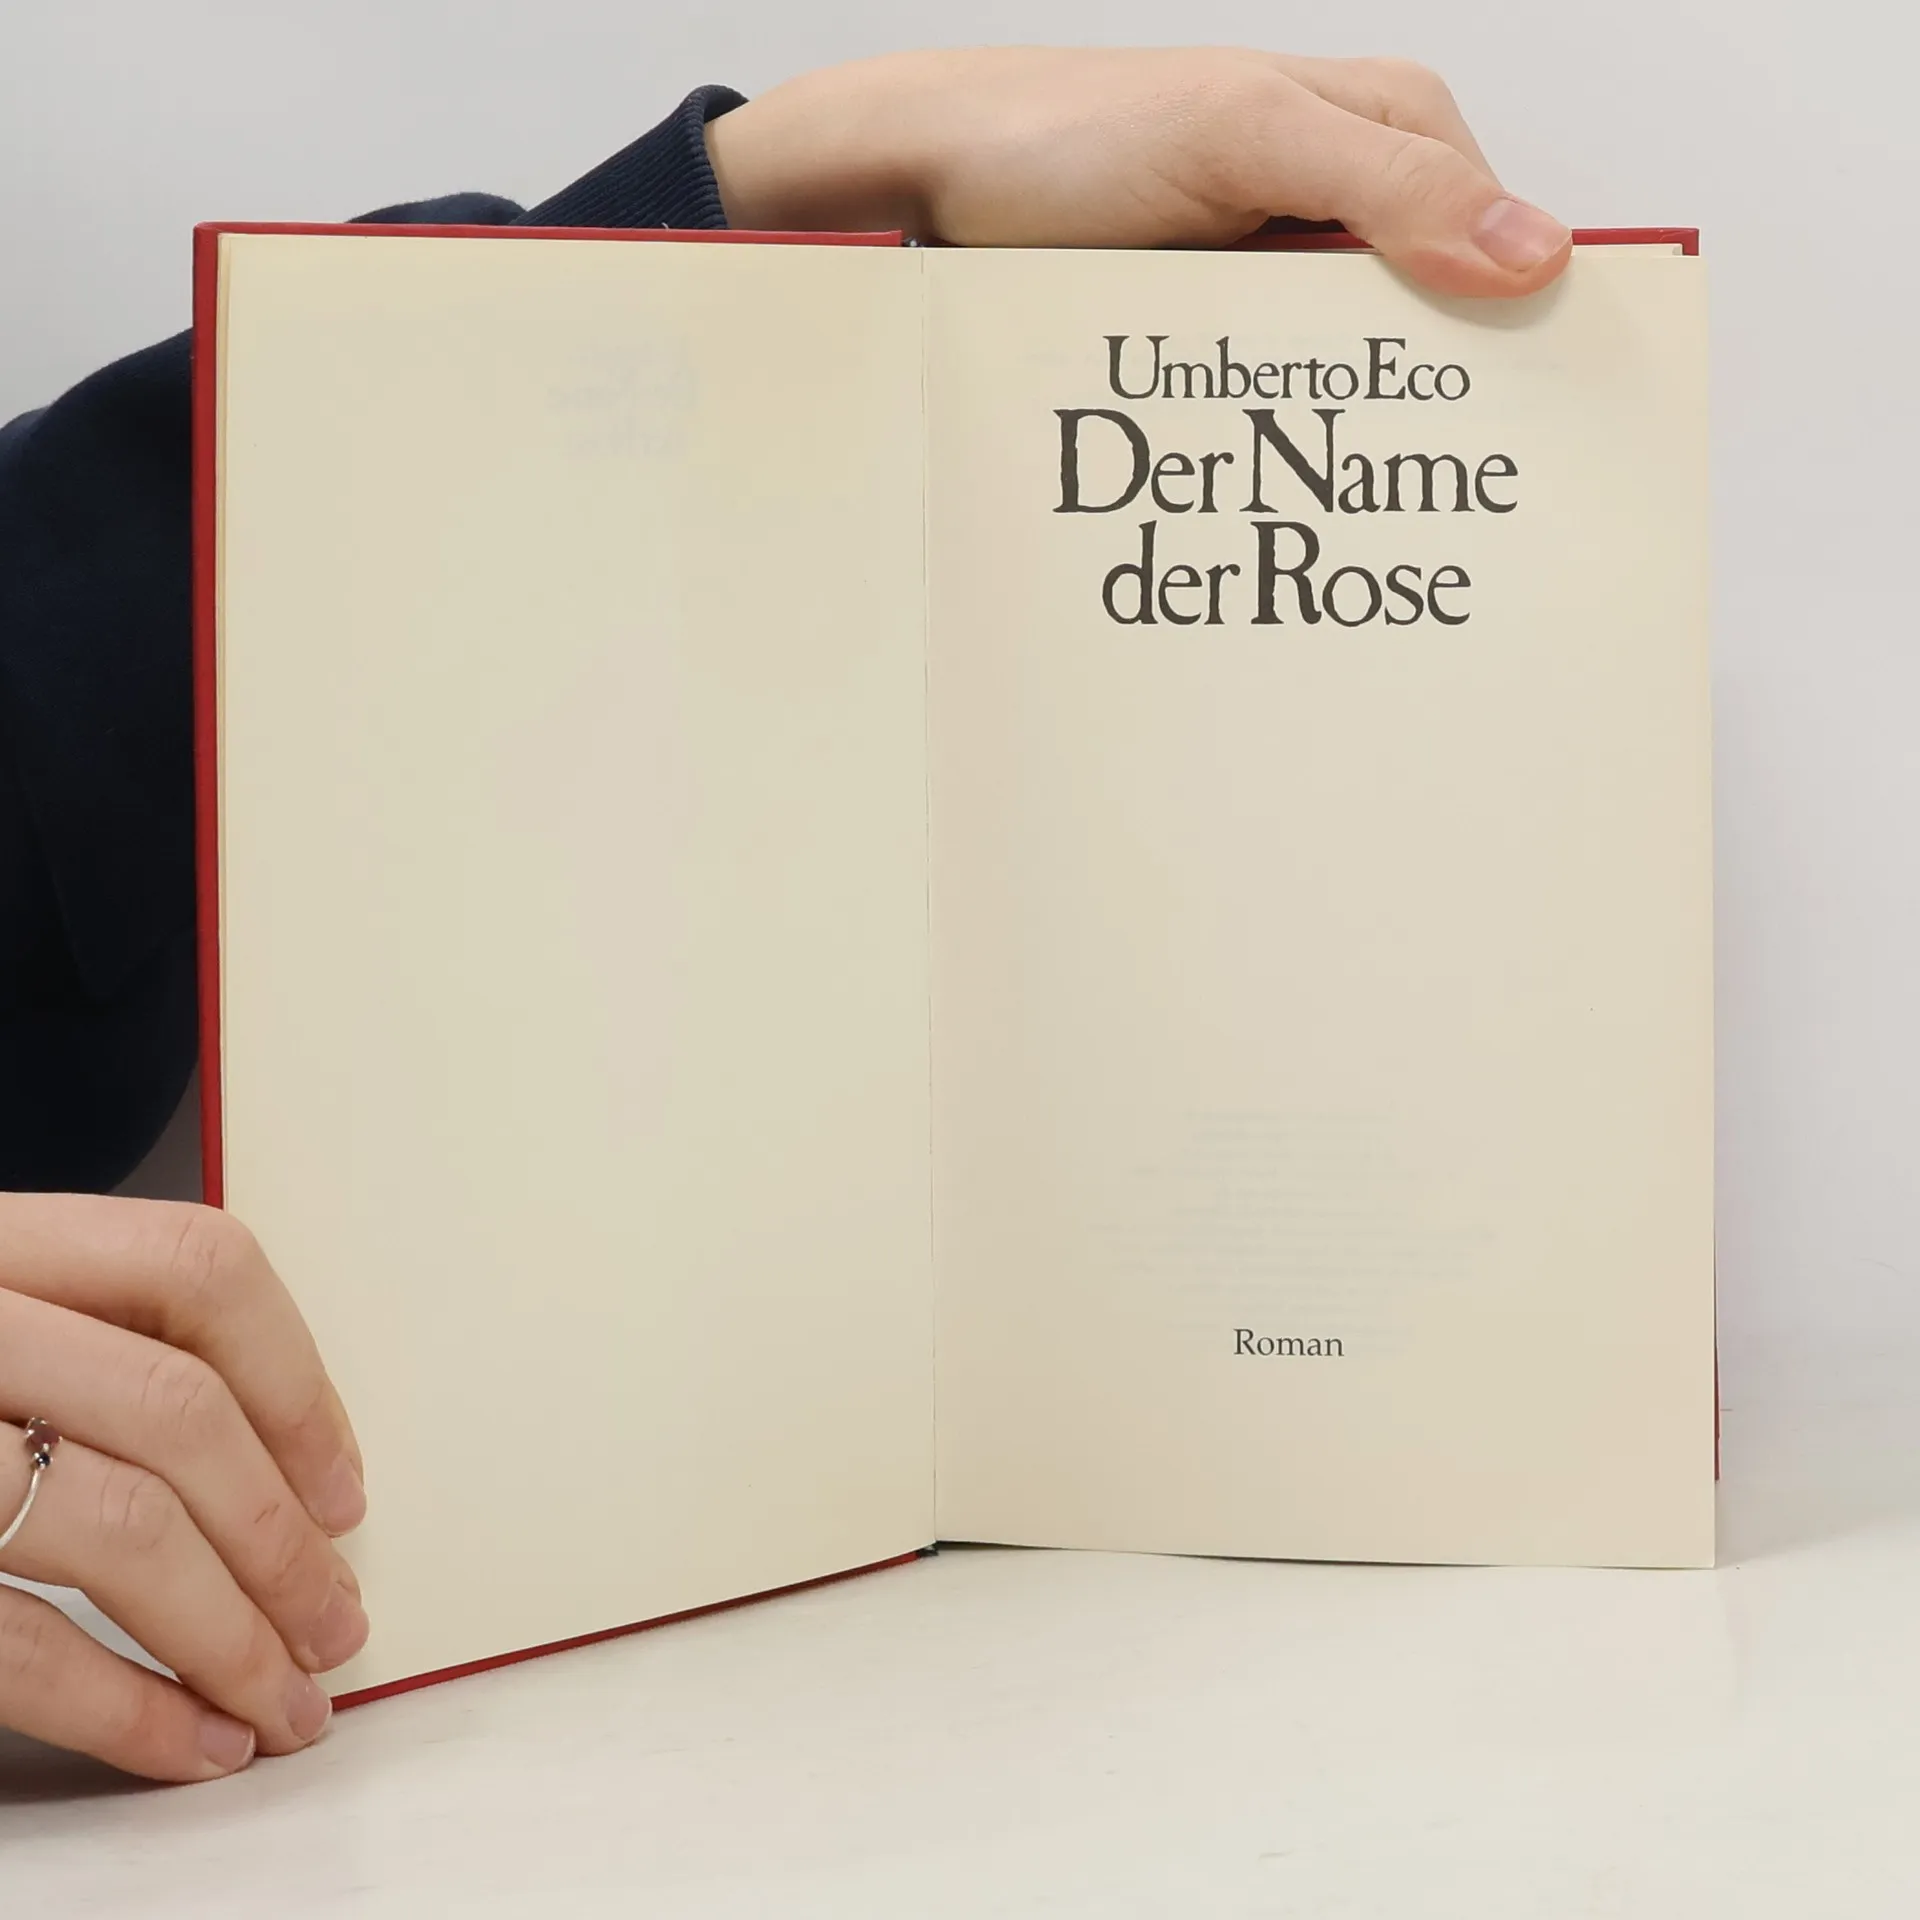 Umberto Eco
Der Name
der Rose
Roman